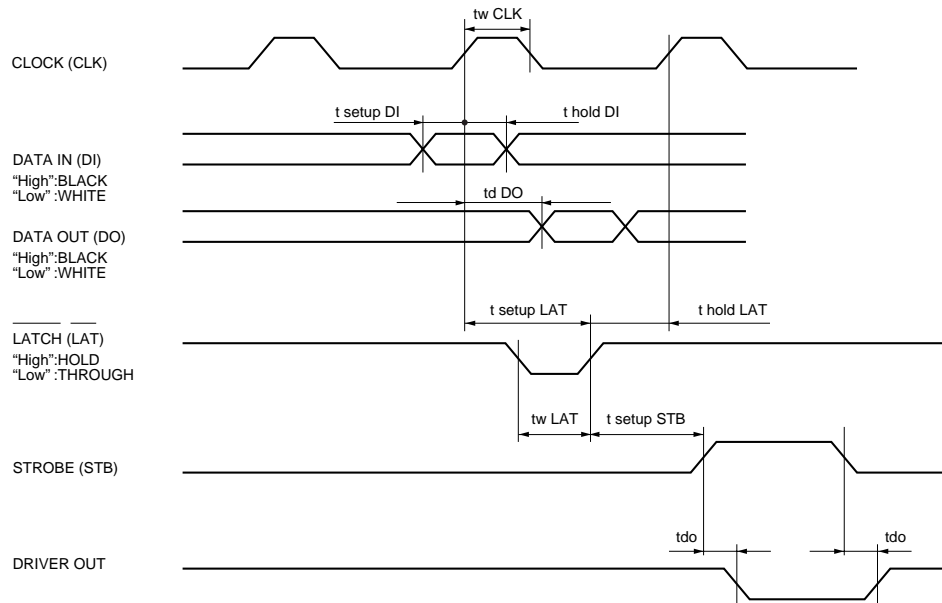 tw CLK
CLOCK (CLK)
t setup DI
t hold DI
DATA IN (DI)
“High”:BLACK
“Low” :WHITE
td DO
DATA OUT (DO)
“High”:BLACK
“Low” :WHITE
t setup LAT
t hold LAT
LATCH (LAT)
“High”:HOLD
“Low” :THROUGH
tw LAT
t setup STB
STROBE (STB)
tdo
tdo
DRIVER OUT